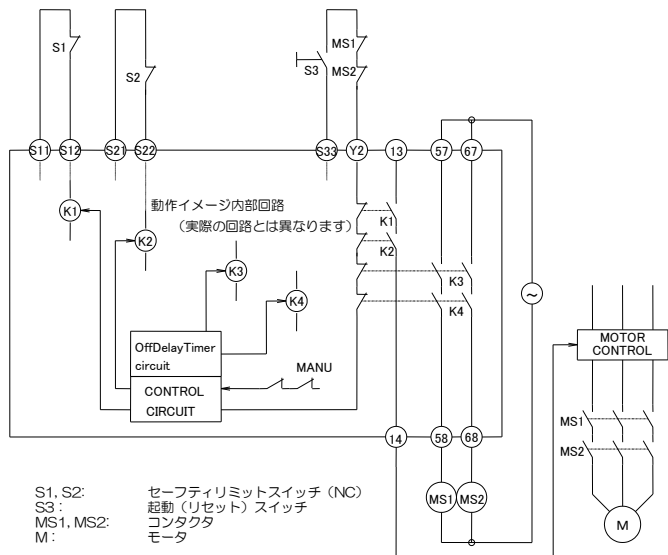 S1
S2
S3
MS1
MS2
S11
S12
S21
S22
S33
Y2
13
57
67
K1
動作イメージ内部回路
(実際の回路とは異なります)
K1
K2
K2
K3
K3
K4
K4
~
OffDelayTimer
circuit
MANU
CONTROL
CIRCUIT
MOTOR
CONTROL
MS1
MS2
14
58
68
MS1
MS2
M
S1, S2: セーフティリミットスイッチ (NC)
S3: 起動 (リセット) スイッチ
MS1, MS2: コンタクタ
M: モータ